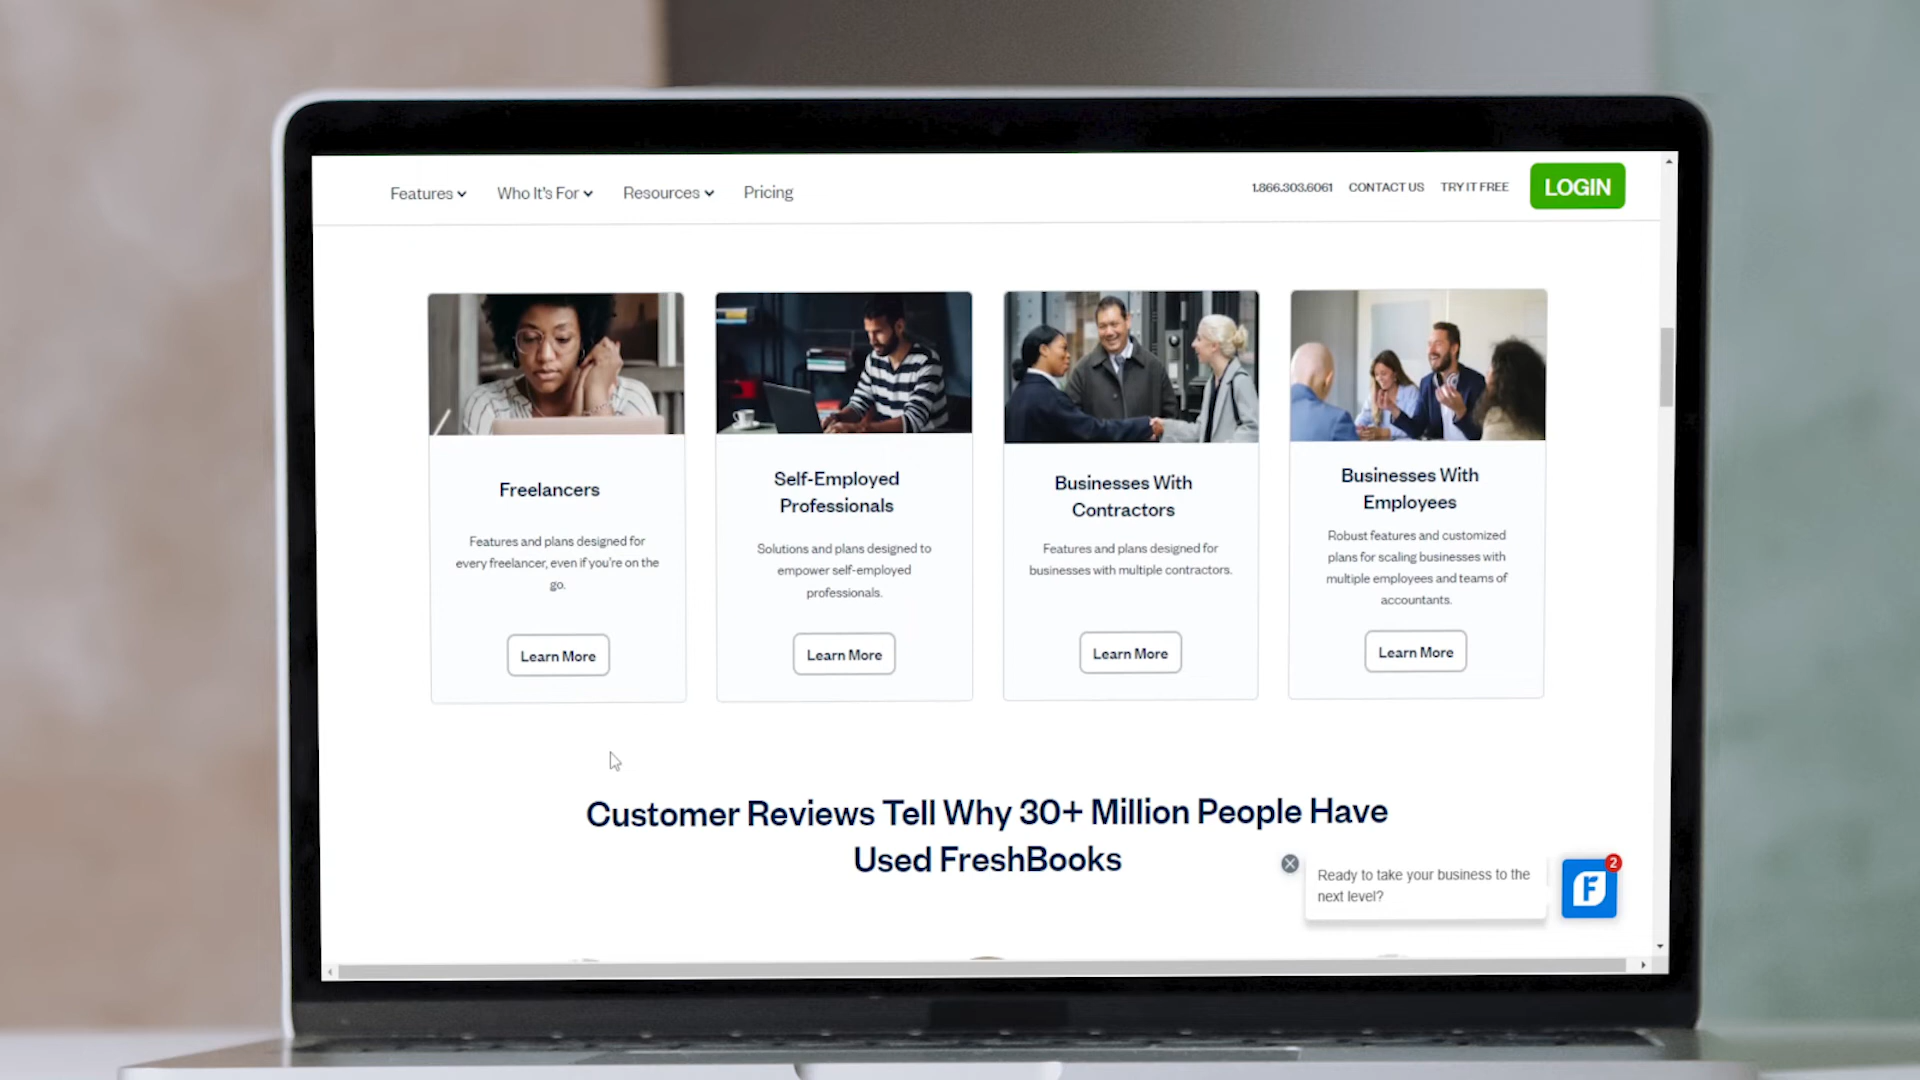 Features
Who It's For
Resources
Pricing
1.866.303.6061
CONTACT US
TRY IT FREE
LOGIN
Freelancers
Features and plans designed for
every freelancer, even if you're on the
go.
Learn More
Self-Employed
Professionals
Solutions and plans designed to
empower self-employed
professionals.
Learn More
Businesses With
Contractors
Features and plans designed for
businesses with multiple contractors.
Learn More
Businesses With
Employees
Robust features and customized
plans for scaling businesses with
multiple employees and teams of
accountants.
Learn More
Customer Reviews Tell Why 30+ Million People Have
Used FreshBooks
Ready to take your business to the
next level?
F
2